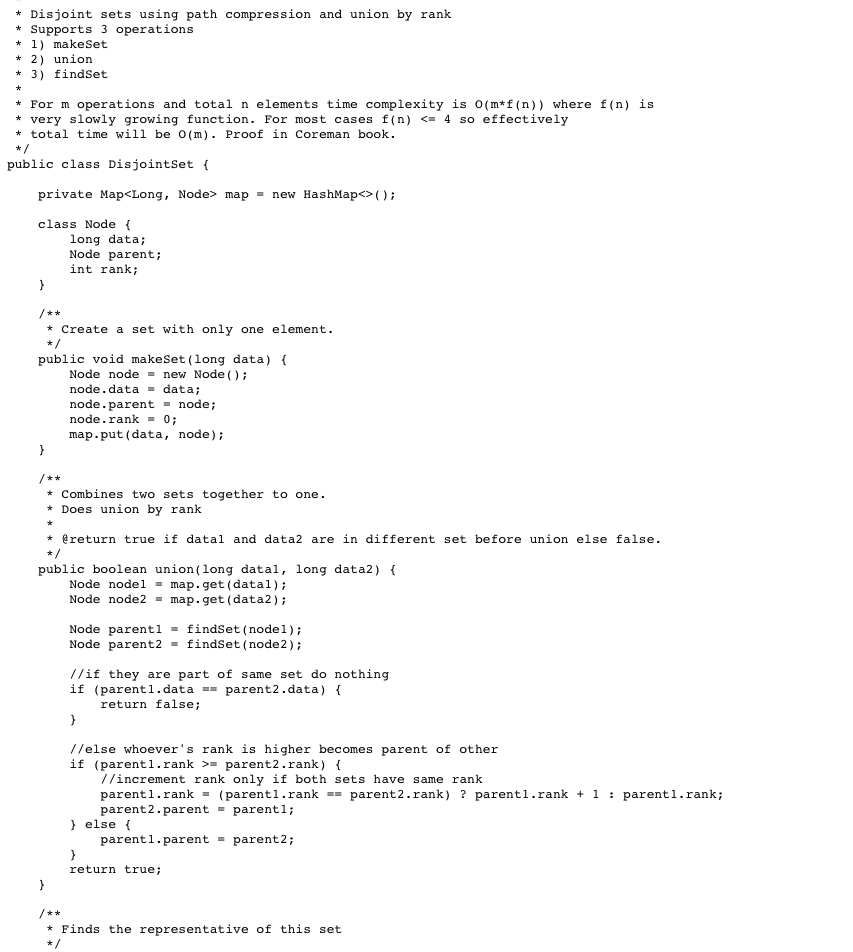 *
* Disjoint sets using path compression and union by rank
* Supports 3 operations
* 1) makeSet
* 2) union
* 3) findSet
*
* For m operations and total n elements time complexity is O(m*f(n)) where f(n) is
* very slowly growing function. For most cases f(n) <= 4 so effectively
* total time will be O(m). Proof in Coreman book.
*/
public class DisjointSet {

    private Map<Long, Node> map = new HashMap<>();

    class Node {
        long data;
        Node parent;
        int rank;
    }

    /**
     * Create a set with only one element.
     */
    public void makeSet(long data) {
        Node node = new Node();
        node.data = data;
        node.parent = node;
        node.rank = 0;
        map.put(data, node);
    }

    /**
     * Combines two sets together to one.
     * Does union by rank
     *
     * @return true if data1 and data2 are in different set before union else false.
     */
    public boolean union(long data1, long data2) {
        Node node1 = map.get(data1);
        Node node2 = map.get(data2);

        Node parent1 = findSet(node1);
        Node parent2 = findSet(node2);

        //if they are part of same set do nothing
        if (parent1.data == parent2.data) {
            return false;
        }

        //else whoever's rank is higher becomes parent of other
        if (parent1.rank >= parent2.rank) {
            //increment rank only if both sets have same rank
            parent1.rank = (parent1.rank == parent2.rank) ? parent1.rank + 1 : parent1.rank;
            parent2.parent = parent1;
        } else {
            parent1.parent = parent2;
        }
        return true;
    }

    /**
     * Finds the representative of this set
     */